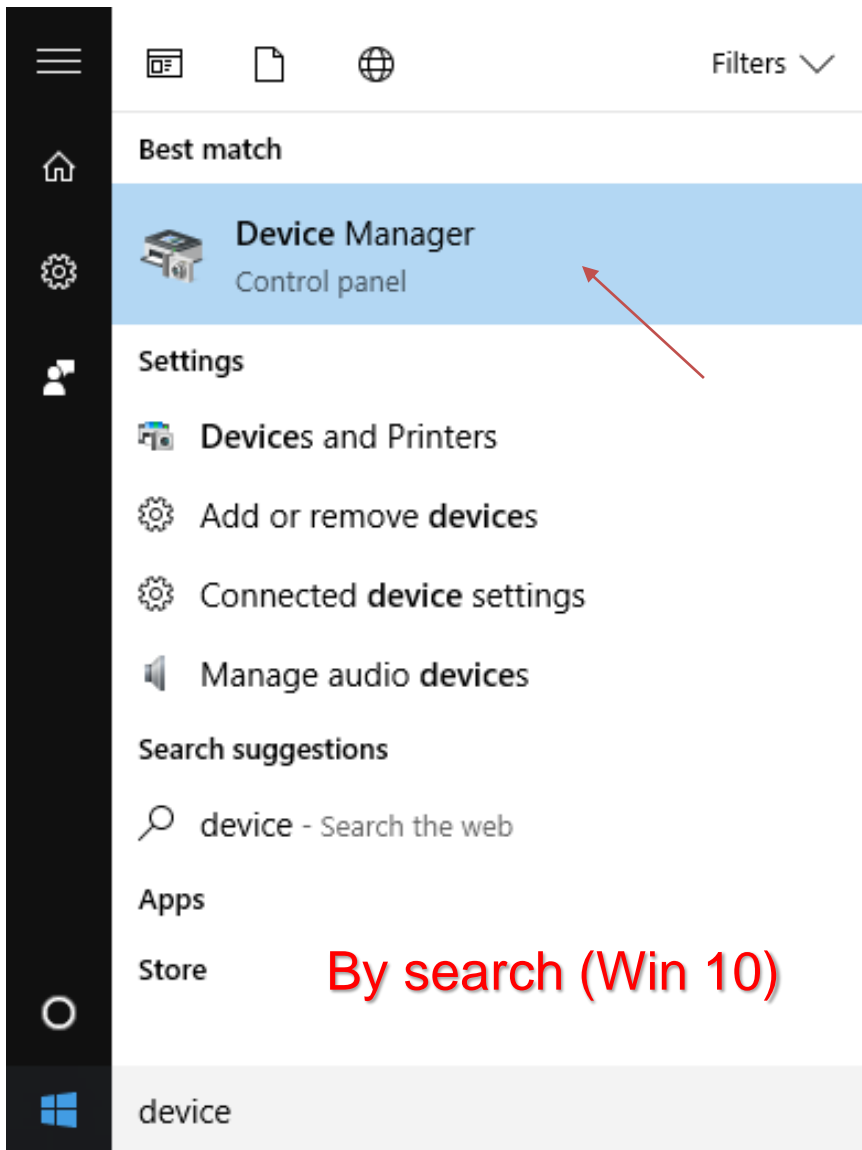 Filters
Best match
Device Manager
Control panel
Settings
Devices and Printers
Add or remove devices
Connected device settings
Manage audio devices
Search suggestions
device - Search the web
Apps
Store
By search (Win 10)
device